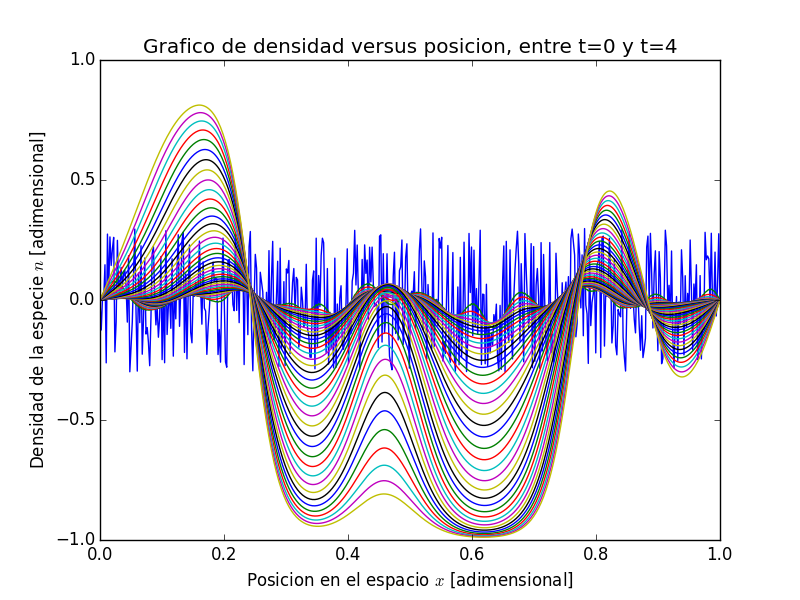 Grafico de densidad versus posicion, entre t=0 y t=4
1.0
0.5
0.0
−0.5
−1.0
Densidad de la especie n [adimensional]
0.0 0.2 0.4 0.6 0.8 1.0
Posicion en el espacio x [adimensional]